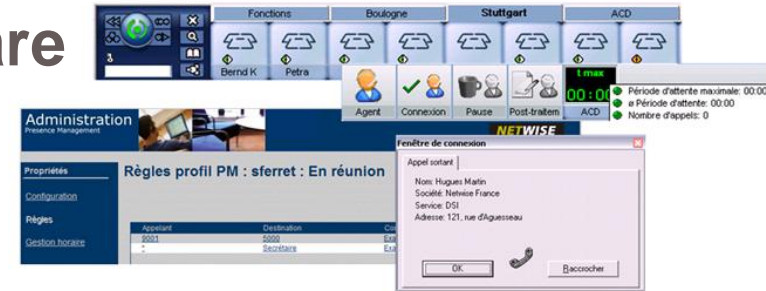 are
Fonctions Boulogne Stuttgart ACD
Bernd K Petra
Agent Connexion Pause Post-traitem ACD
t max
00:00
Période d'attente maximale: 00:00
ø Période d'attente: 00:00
Nombre d'appels: 0
Administration
Presence Management
NETWISE
Propriétés
Configuration
Règles
Gestion horaire
Règles profil PM : sferret : En réunion
Appelant Destination
9001 5000
* Secrétaire
Fenêtre de connexion
Appel sortant
Nom: Hugues Martin
Société: Netwise France
Service: DSI
Adresse: 121, rue d'Aguesseau
OK Raccrocher